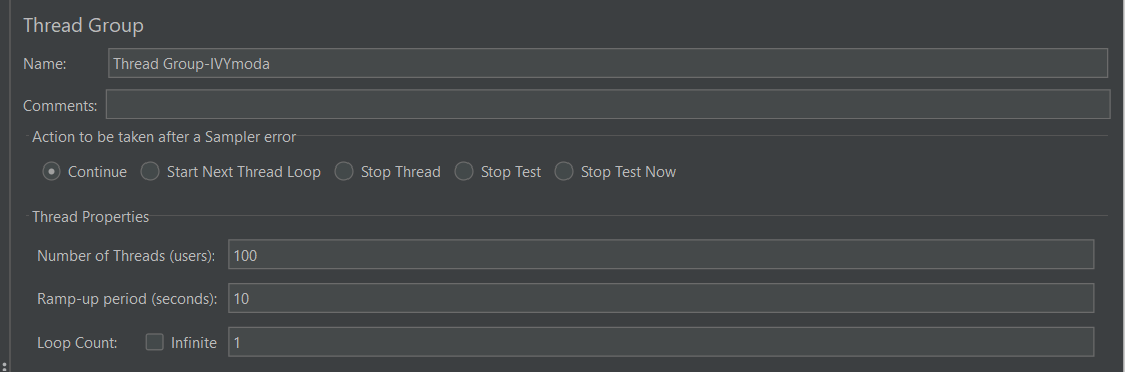 Thread Group
Name: Thread Group-IVYmoda
Comments:
Action to be taken after a Sampler error
Continue Start Next Thread Loop Stop Thread Stop Test Stop Test Now
Thread Properties
Number of Threads (users): 100
Ramp-up period (seconds): 10
Loop Count: Infinite 1